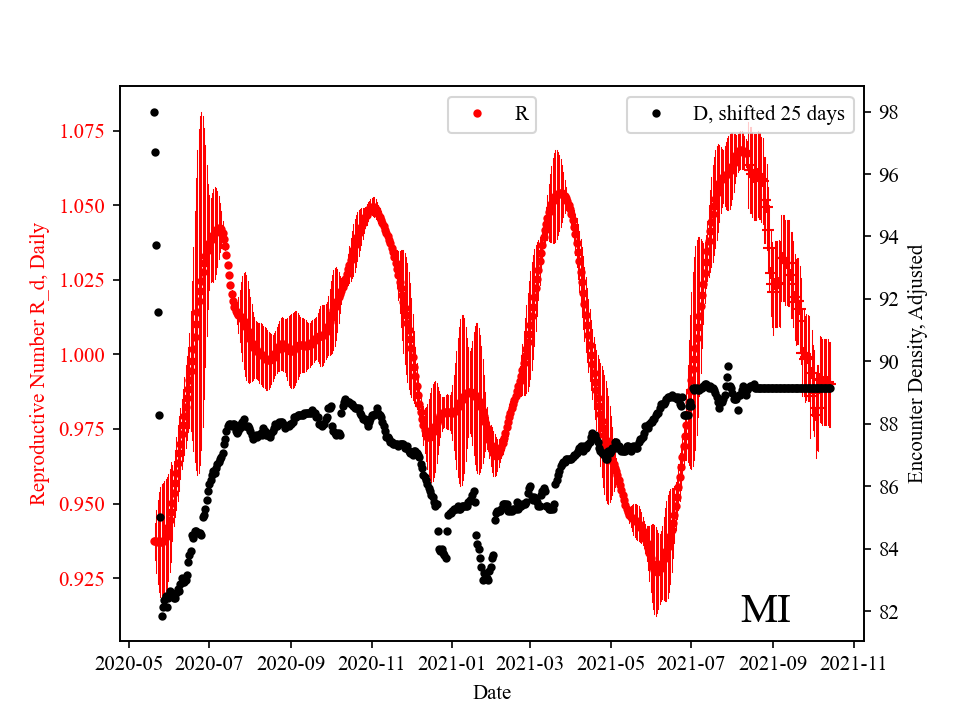 R
D, shifted 25 days
1.075
1.050
1.025
1.000
0.975
0.950
0.925
Reproductive Number R_d, Daily
98
96
94
92
90
88
86
84
82
Encounter Density, Adjusted
MI
2020-05 2020-07 2020-09 2020-11 2021-01 2021-03 2021-05 2021-07 2021-09 2021-11
Date